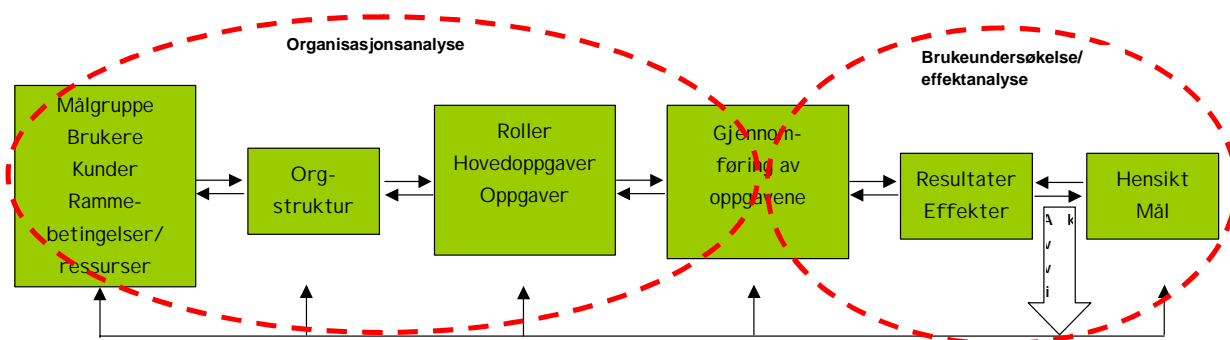 Organisasjonsanalyse
Brukeundersøkelse/
effektanalyse
Målgruppe
Brukere
Kunder
Ramme-
betingelser/
ressurser
Org-
struktur
Roller
Hovedoppgaver
Oppgaver
Gjennom-
føring av
oppgavene
Resultater
Effekter
Hensikt
Mål
A k
v
v
i